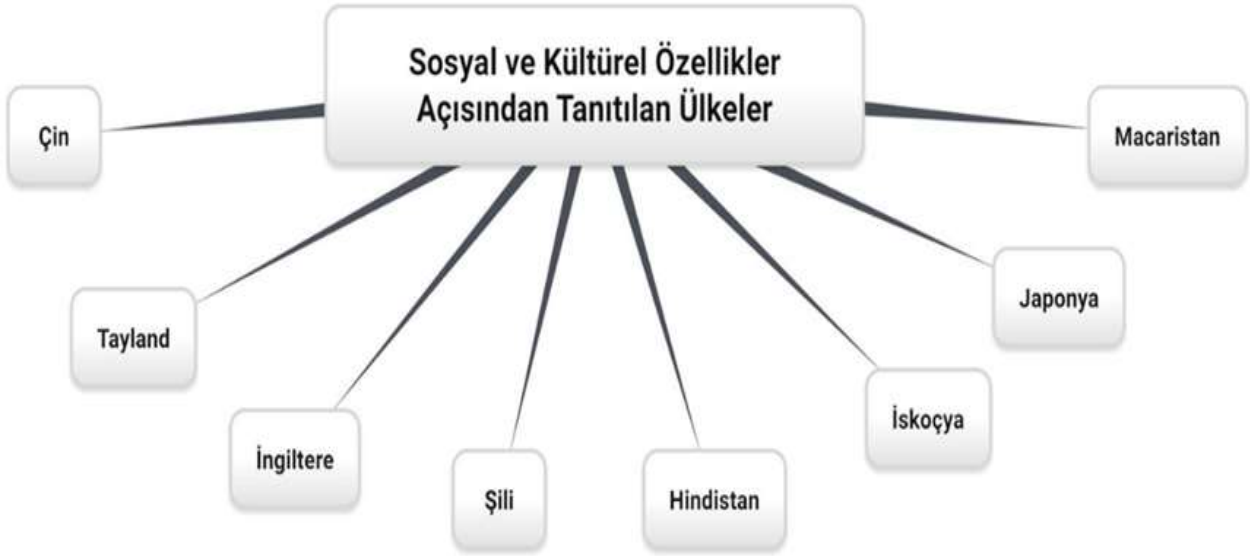 Sosyal ve Kültürel Özellikler
Açısından Tanıtılan Ülkeler
Çin
Macaristan
Tayland
Japonya
İngiltere
İskoçya
Şili
Hindistan